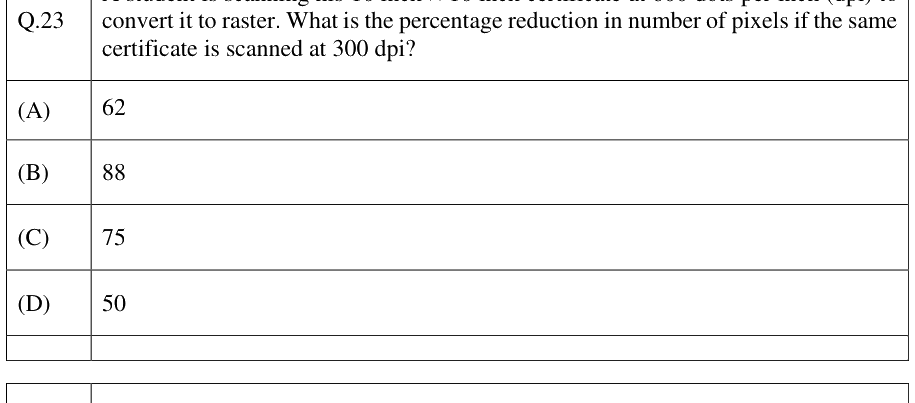 Q.23
convert it to raster. What is the percentage reduction in number of pixels if the same
certificate is scanned at 300 dpi?
(A) 62
(B) 88
(C) 75
(D) 50